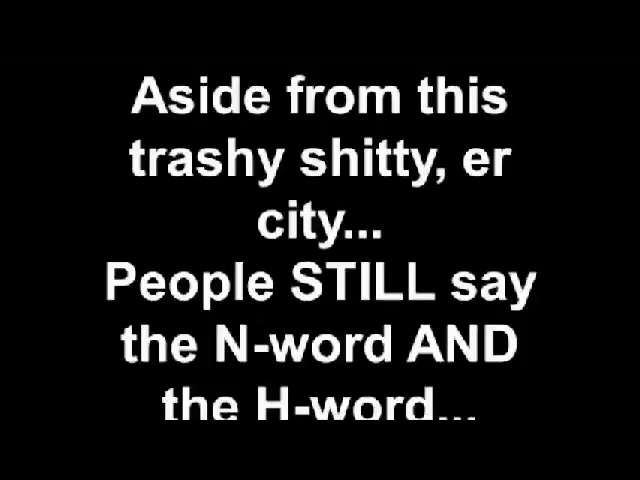 Aside from this
trashy shitty, er
city...
People STILL say
the N-word AND
the H-word...